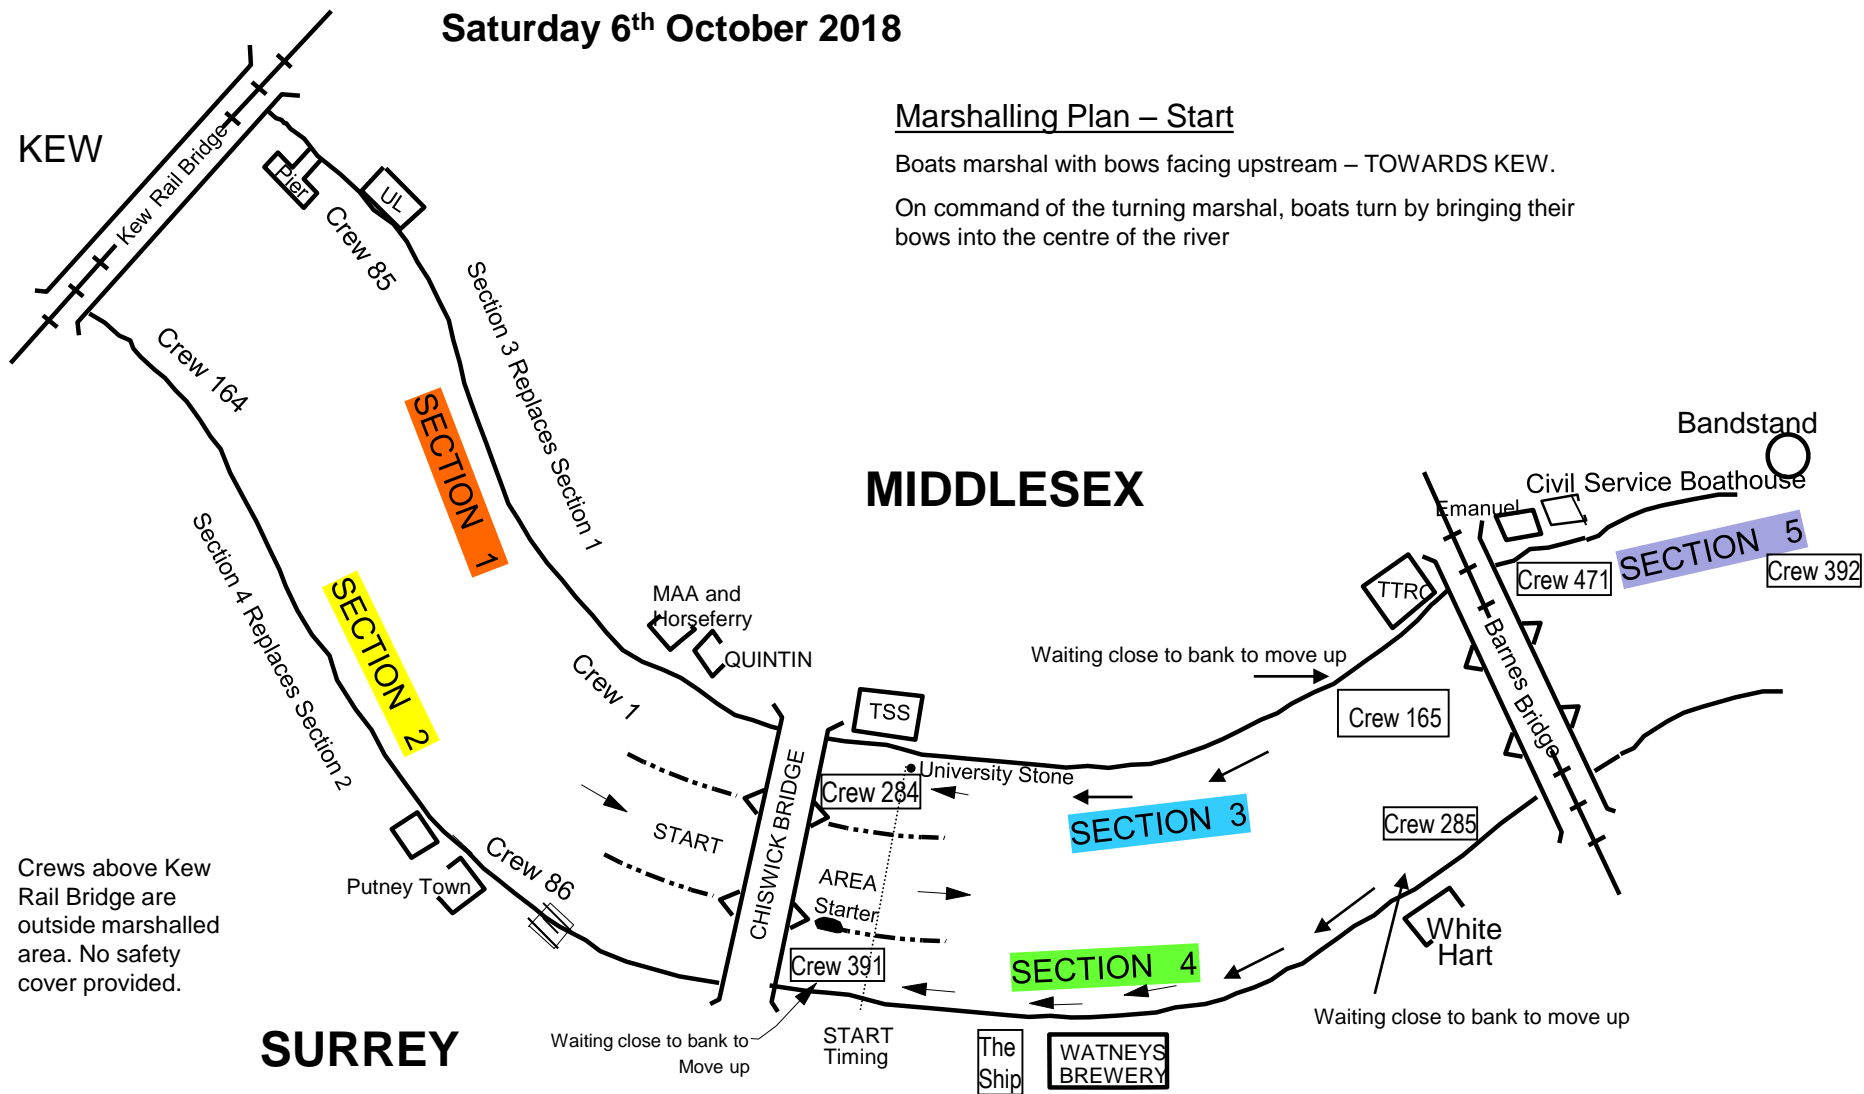 Saturday 6th October 2018
Marshalling Plan – Start
Boats marshal with bows facing upstream – TOWARDS KEW.
On command of the turning marshal, boats turn by bringing their
bows into the centre of the river
KEW
Kew Rail Bridge
Pier
UL
Crew 85
Crew 164
Section 3 Replaces Section 1
SECTION 1
Section 4 Replaces Section 2
SECTION 2
MIDDLESEX
Bandstand
Civil Service Boathouse
Emanuel
SECTION 5
Crew 471
Crew 392
TTRC
Barnes Bridge
MAA and
Horseferry
QUINTIN
Crew 1
Waiting close to bank to move up
Crew 165
TSS
University Stone
Crew 284
CHISWICK BRIDGE
SECTION 3
Crew 285
START
AREA
Starter
Putney Town
Crew 86
Crew 391
SECTION 4
White
Hart
Waiting close to bank to move up
Crews above Kew
Rail Bridge are
outside marshalled
area. No safety
cover provided.
SURREY
Waiting close to bank to
Move up
START
Timing
The
Ship
WATNEYS
BREWERY